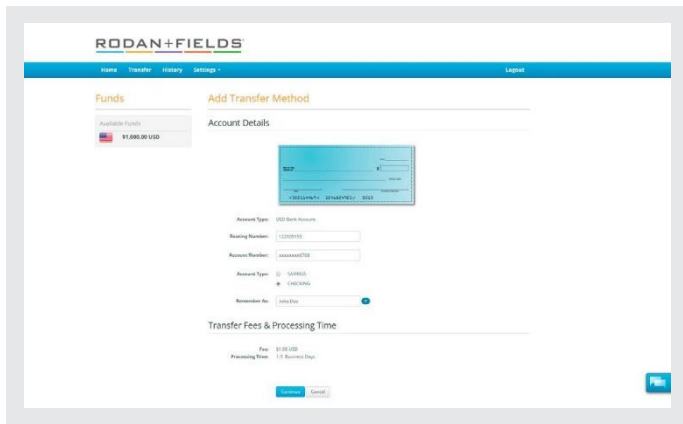 RODAN+FIELDS
Home Transfer History Settings
Logout
Funds
Available Funds
$1,000.00 USD
Add Transfer Method
Account Details
Account Type: USD Bank Account
Routing Number:
Account Number:
Account Type: SAVINGS
CHECKING
Remember As: John Doe
Transfer Fees & Processing Time
Fee: $1.00 USD
Processing Time: 1-5 Business Days
Continue Cancel